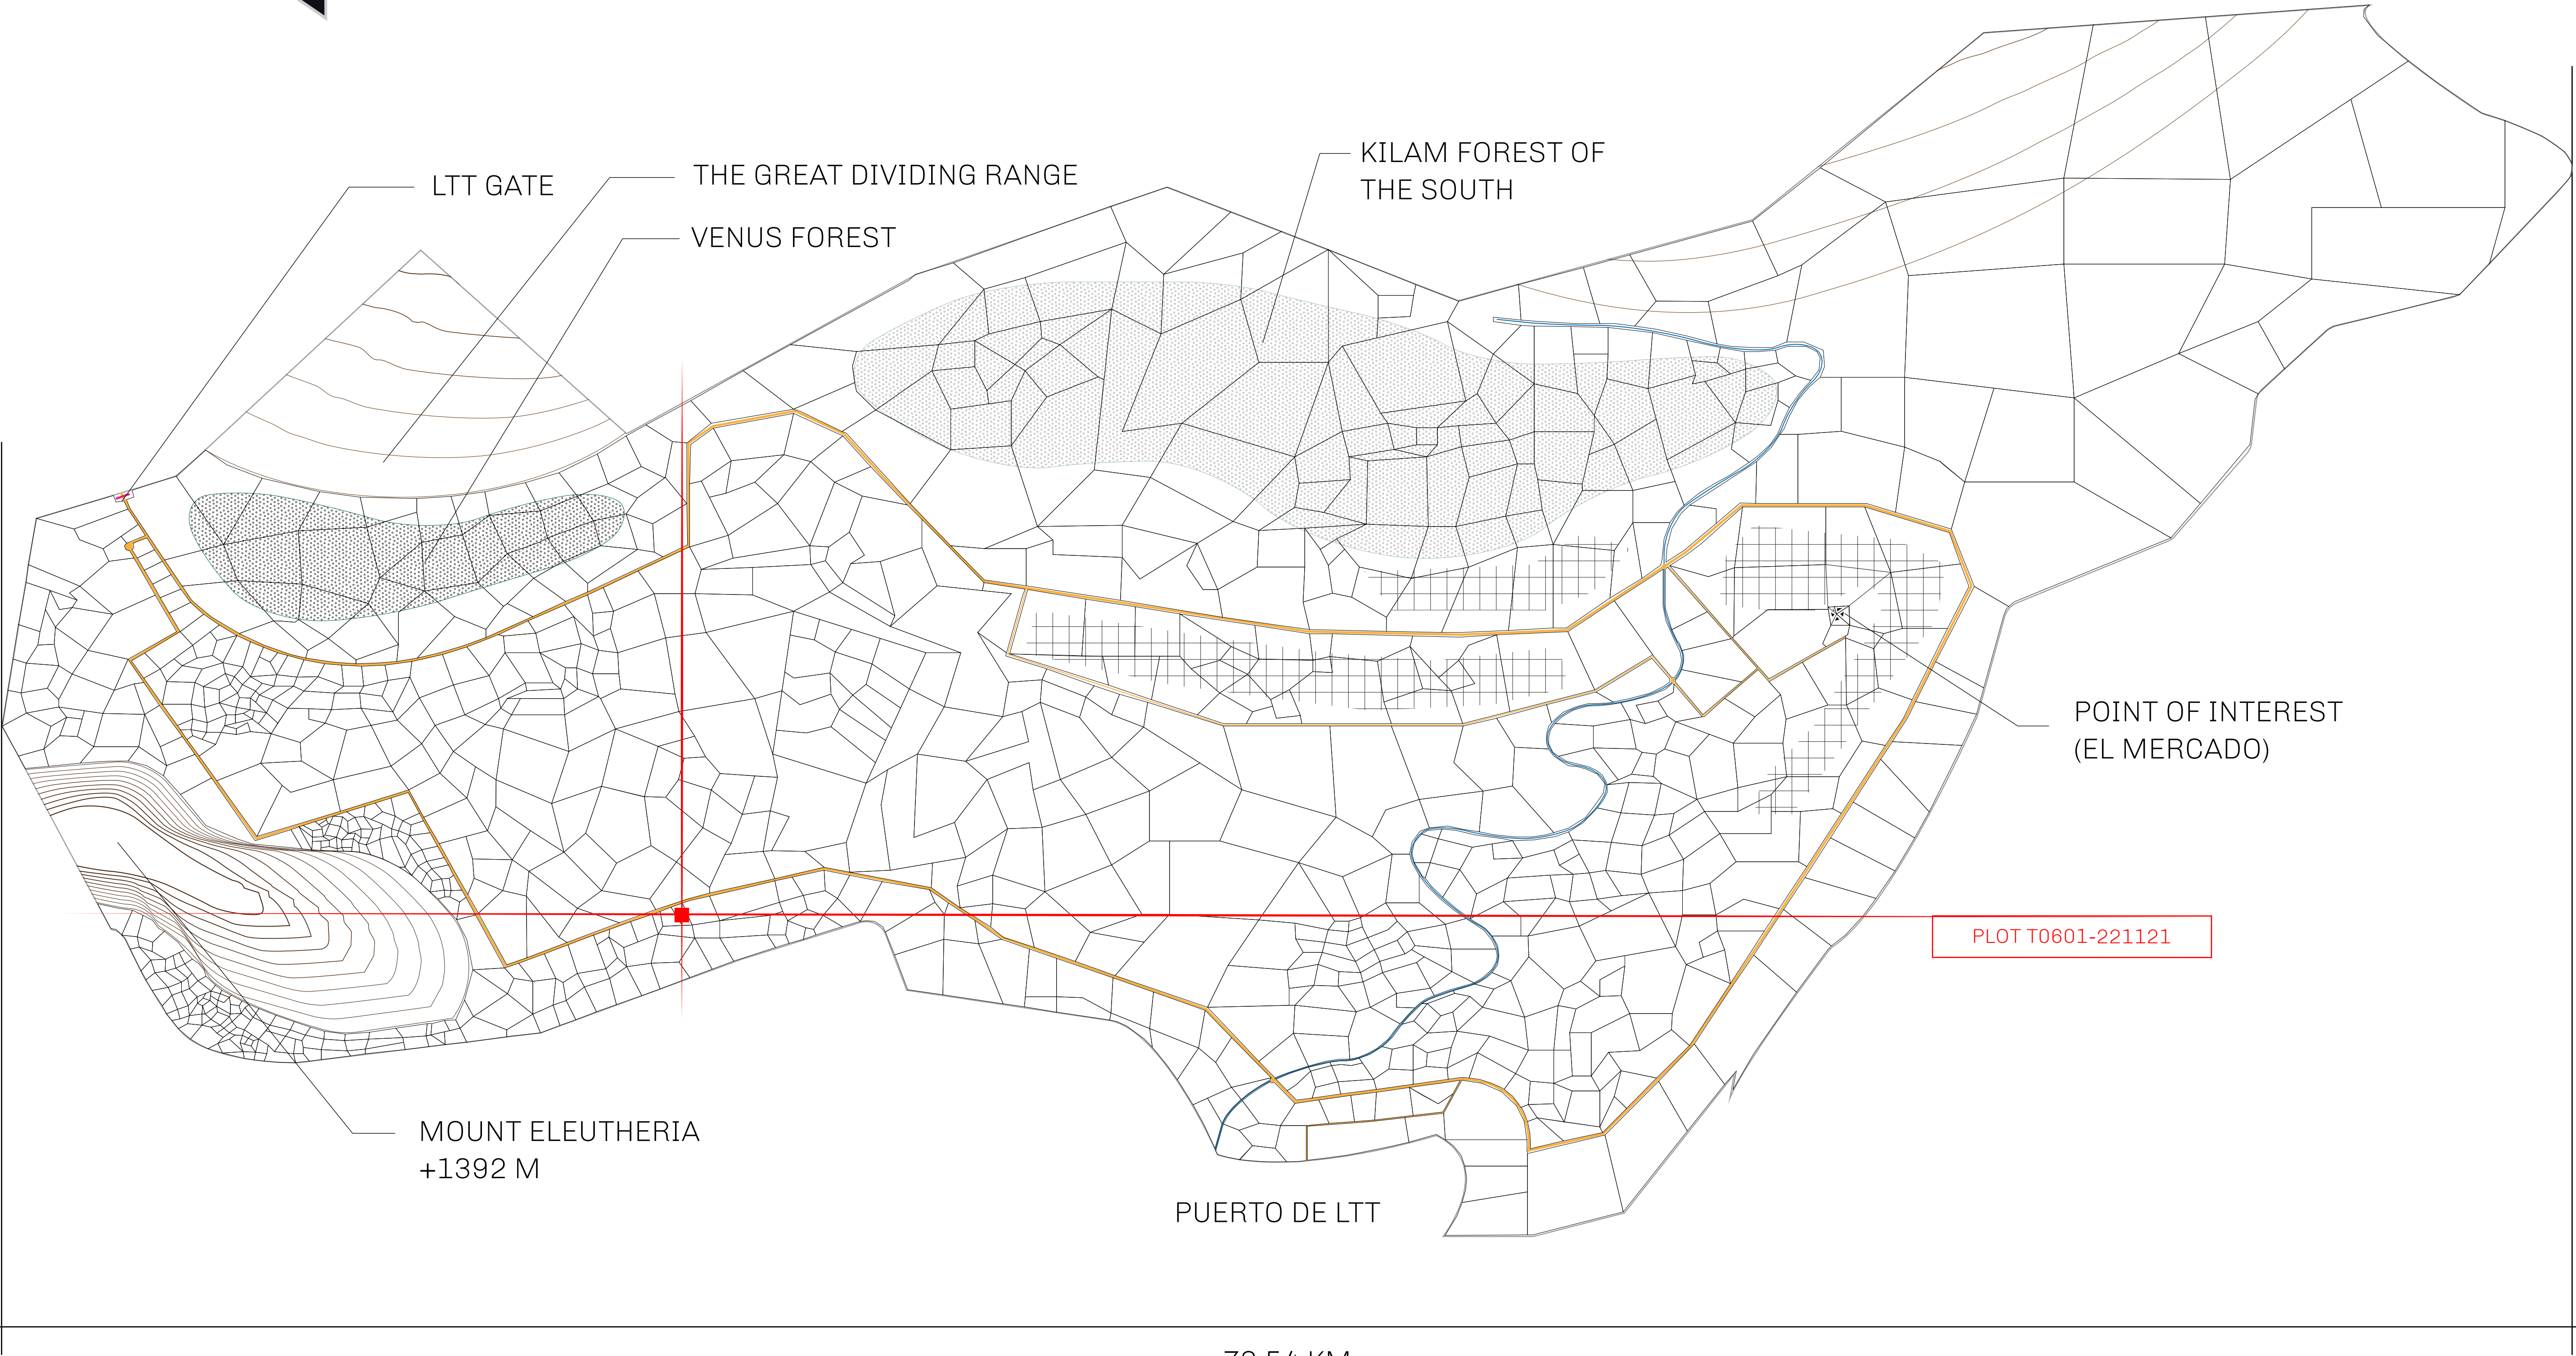 LTT GATE
THE GREAT DIVIDING RANGE
VENUS FOREST
KILAM FOREST OF
THE SOUTH
POINT OF INTEREST
(EL MERCADO)
PLOT T0601-221121
MOUNT ELEUTHERIA
+1392 M
PUERTO DE LTT
KM